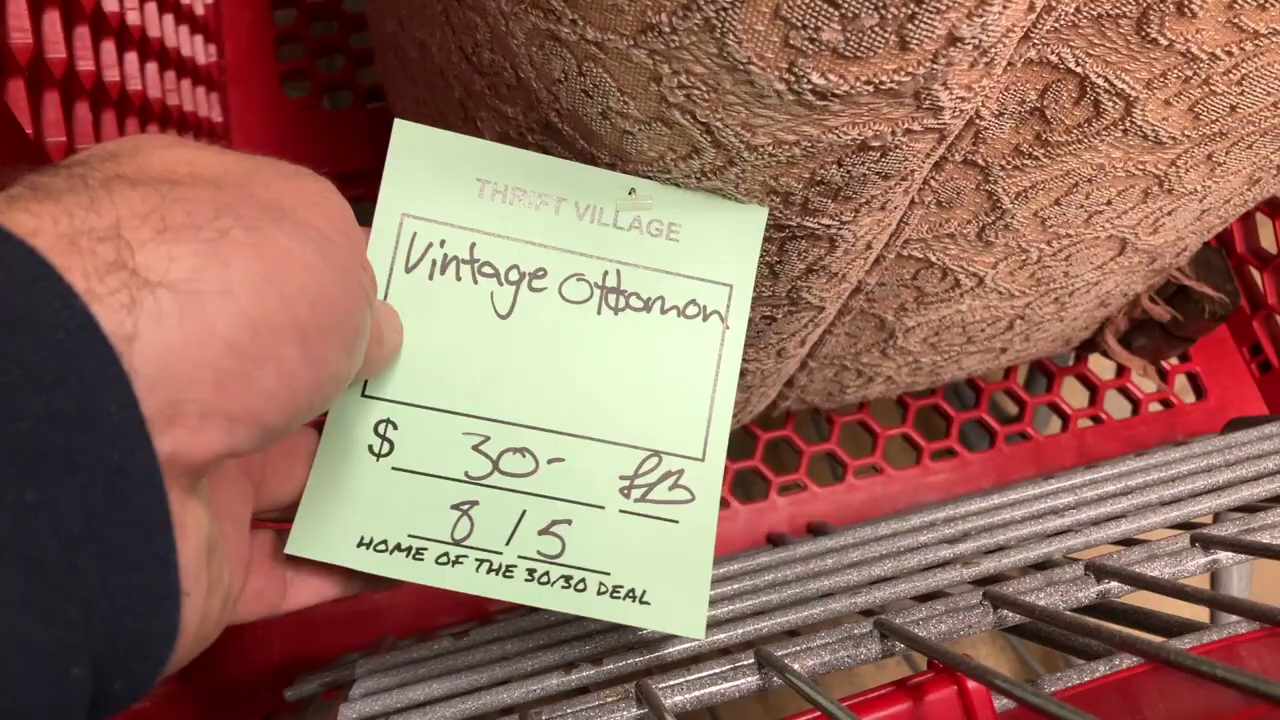 THRIFT VILLAGE
Vintage Ottomon
$ 30-
8/5
HOME OF THE 30/30 DEAL